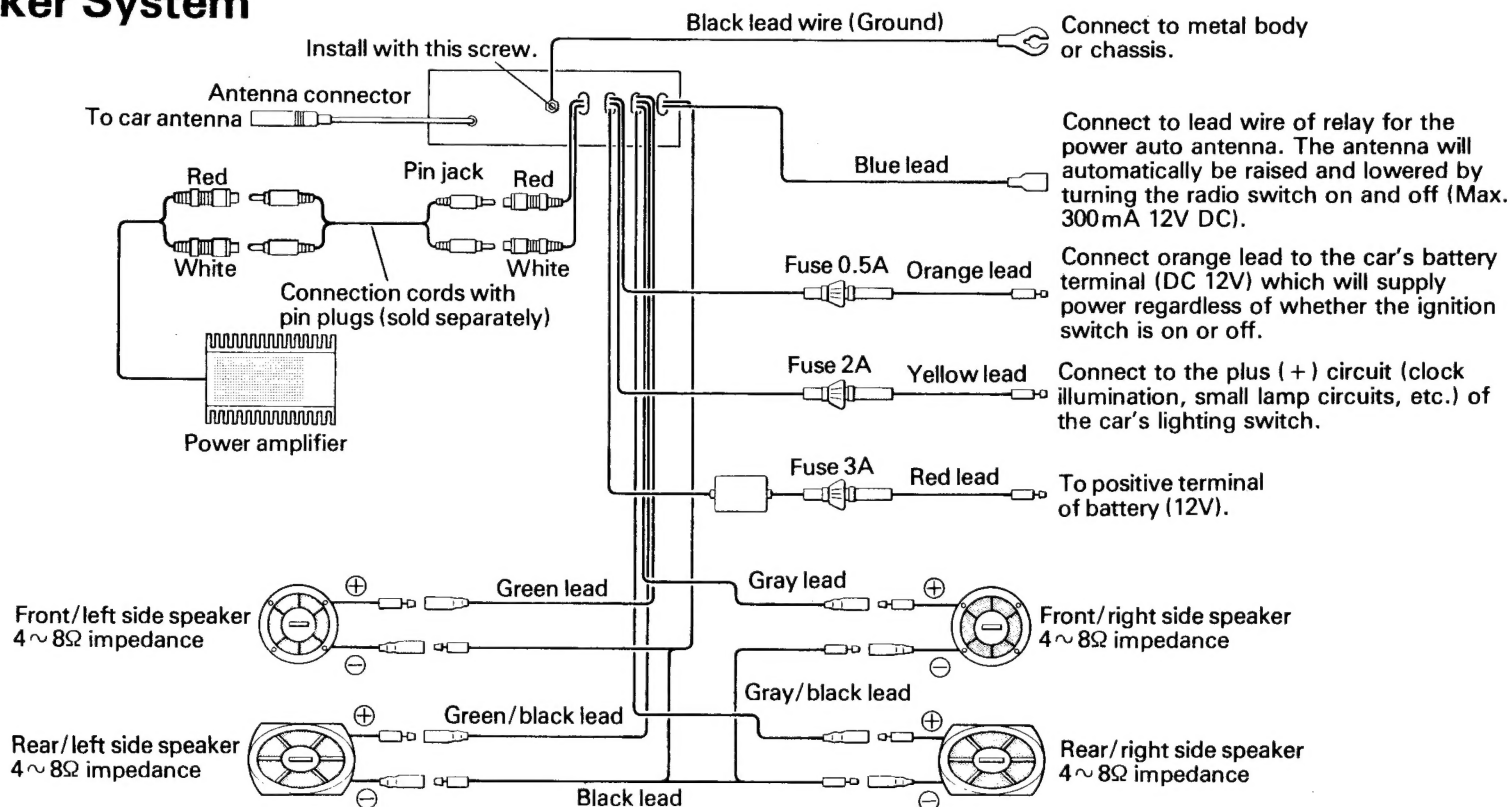 ker System
Black lead wire (Ground)
Connect to metal body
or chassis.
Install with this screw.
Antenna connector
To car antenna
Connect to lead wire of relay for the
power auto antenna. The antenna will
automatically be raised and lowered by
turning the radio switch on and off (Max.
300mA 12V DC).
Blue lead
Red
Pin jack
Red
White
White
Connection cords with
pin plugs (sold separately)
Power amplifier
Fuse 0.5A
Orange lead
Connect orange lead to the car's battery
terminal (DC 12V) which will supply
power regardless of whether the ignition
switch is on or off.
Fuse 2A
Yellow lead
Connect to the plus (+) circuit (clock
illumination, small lamp circuits, etc.) of
the car's lighting switch.
Fuse 3A
Red lead
To positive terminal
of battery (12V).
Front/left side speaker
4~8Ω impedance
⊕
⊖
Green lead
Gray lead
⊕
⊖
Front/right side speaker
4~8Ω impedance
Rear/left side speaker
4~8Ω impedance
⊕
⊖
Green/black lead
Gray/black lead
Black lead
⊕
⊖
Rear/right side speaker
4~8Ω impedance